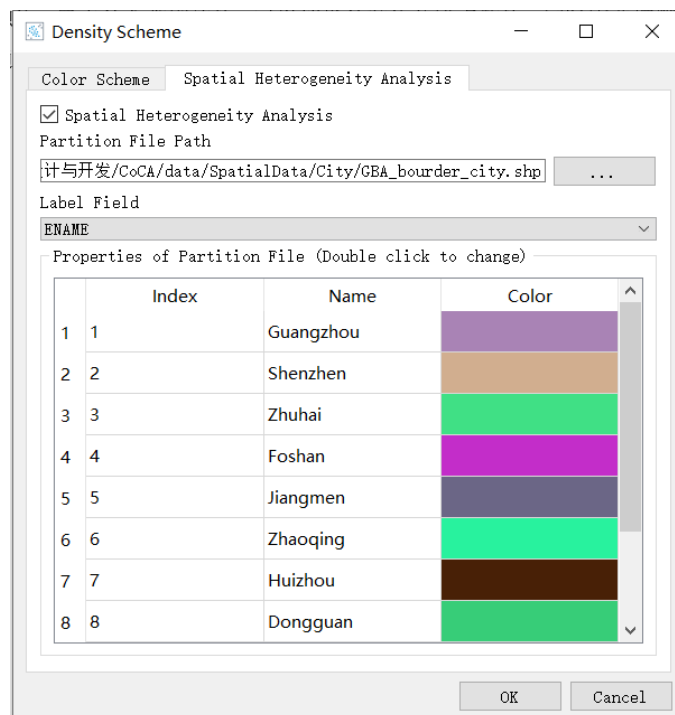 Density Scheme
Color Scheme Spatial Heterogeneity Analysis
Spatial Heterogeneity Analysis
Partition File Path
计与开发/CoCA/data/SpatialData/City/GBA_bourder_city.shp ...
Label Field
ENAME
Properties of Partition File (Double click to change)
Index Name Color
1 1 Guangzhou
2 2 Shenzhen
3 3 Zhuhai
4 4 Foshan
5 5 Jiangmen
6 6 Zhaoqing
7 7 Huizhou
8 8 Dongguan
OK Cancel